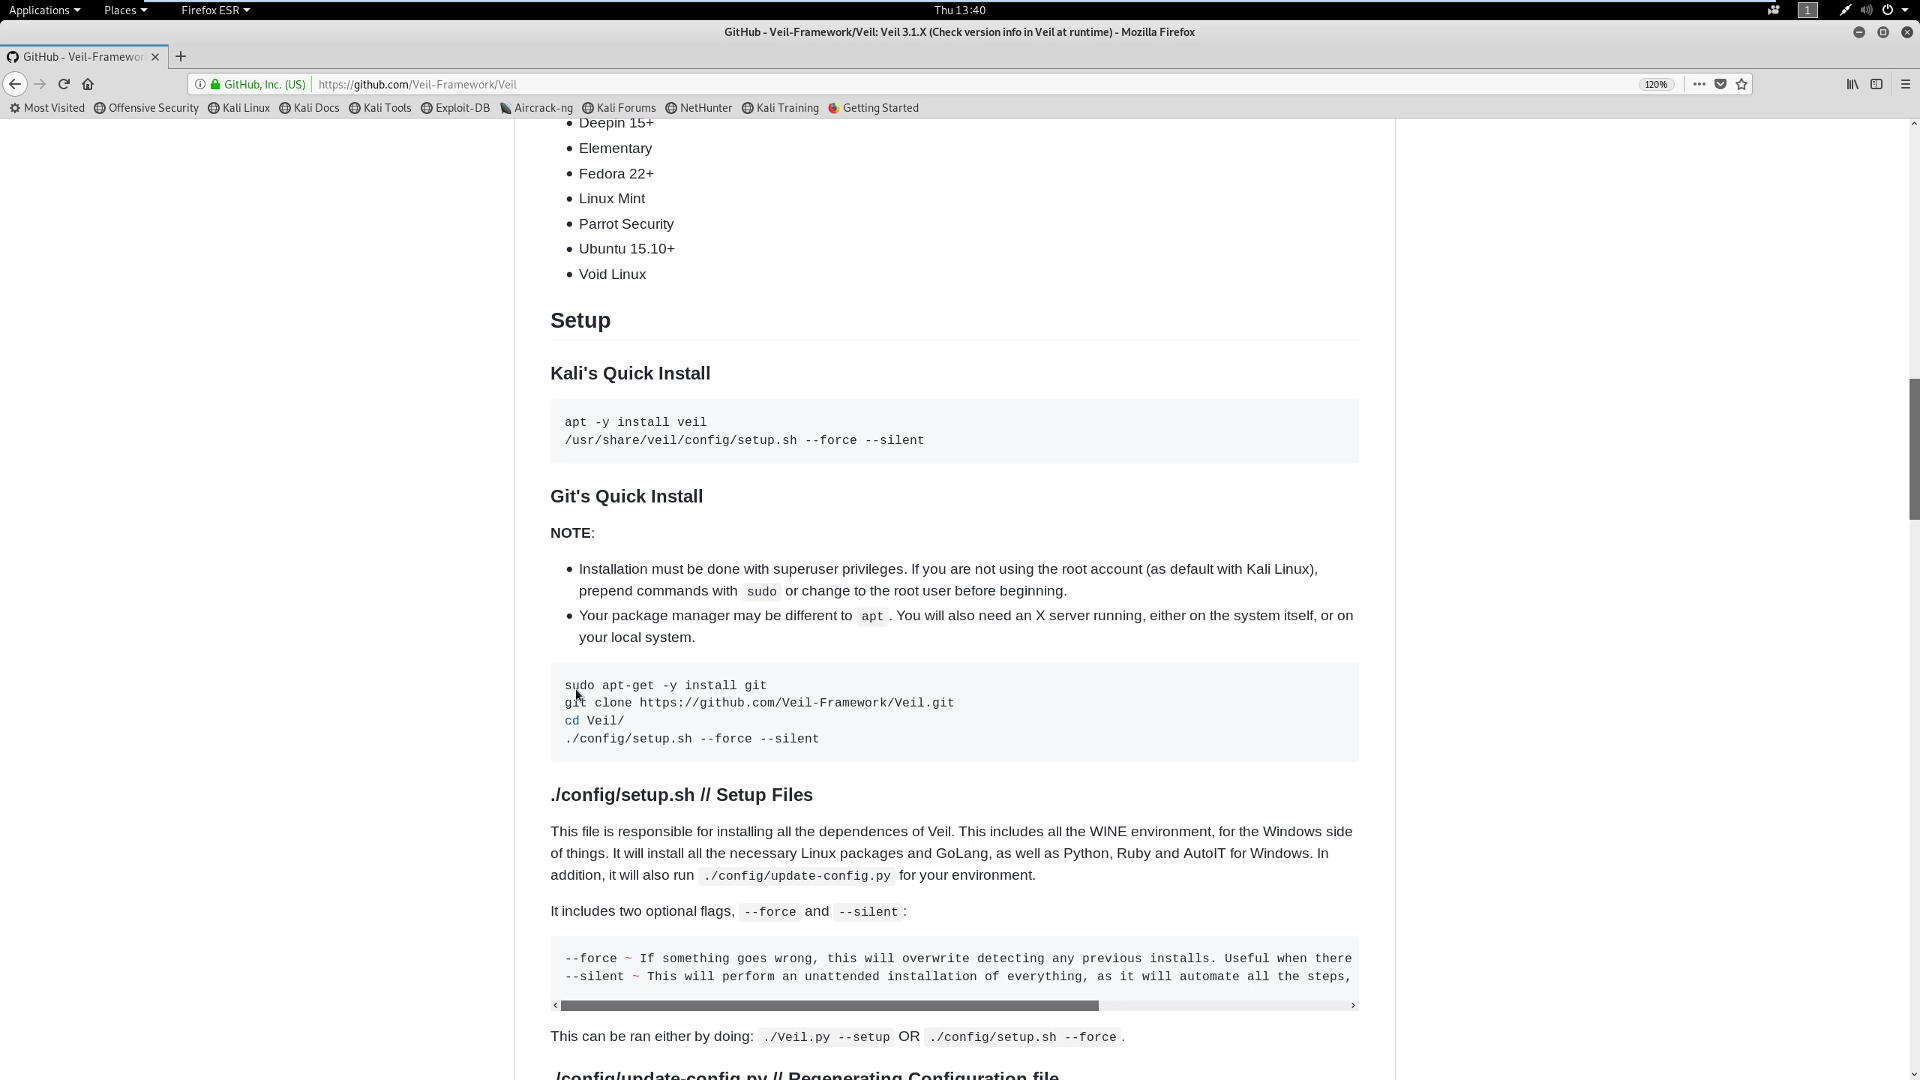 Applications Places Firefox ESR Thu 13:40 1
GitHub - Veil-Framework/Veil: Veil 3.1.X (Check version info in Veil at runtime) - Mozilla Firefox
GitHub - Veil-Framewor
GitHub, Inc. (US) https://github.com/Veil-Framework/Veil 120%
Most Visited Offensive Security Kali Linux Kali Docs Kali Tools Exploit-DB Aircrack-ng Kali Forums NetHunter Kali Training Getting Started
Deepin 15+
Elementary
Fedora 22+
Linux Mint
Parrot Security
Ubuntu 15.10+
Void Linux
Setup
Kali's Quick Install
apt -y install veil
/usr/share/veil/config/setup.sh --force --silent
Git's Quick Install
NOTE:
Installation must be done with superuser privileges. If you are not using the root account (as default with Kali Linux),
prepend commands with sudo or change to the root user before beginning.
Your package manager may be different to apt. You will also need an X server running, either on the system itself, or on
your local system.
sudo apt-get -y install git
git clone https://github.com/Veil-Framework/Veil.git
cd Veil/
./config/setup.sh --force --silent
./config/setup.sh // Setup Files
This file is responsible for installing all the dependences of Veil. This includes all the WINE environment, for the Windows side
of things. It will install all the necessary Linux packages and GoLang, as well as Python, Ruby and AutoIT for Windows. In
addition, it will also run ./config/update-config.py for your environment.
It includes two optional flags, --force and --silent:
--force ~ If something goes wrong, this will overwrite detecting any previous installs. Useful when there
--silent ~ This will perform an unattended installation of everything, as it will automate all the steps,
This can be ran either by doing: ./Veil.py --setup OR ./config/setup.sh --force.
./config/update-config.py // Regenerating Configuration file